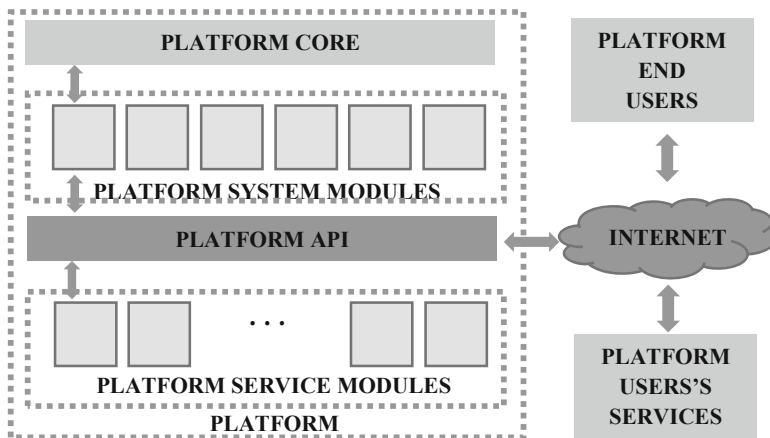 PLATFORM CORE
PLATFORM SYSTEM MODULES
PLATFORM API
. . .
PLATFORM SERVICE MODULES
PLATFORM
PLATFORM
END
USERS
INTERNET
PLATFORM
USERS'S
SERVICES